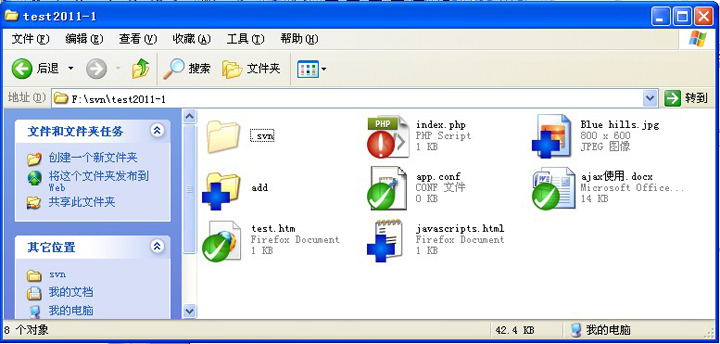 test2011-1
文件(F) 编辑(E) 查看(V) 收藏(A) 工具(T) 帮助(H)
后退 搜索 文件夹
地址(D) F:\svn\test2011-1 转到
文件和文件夹任务
创建一个新文件夹
将这个文件夹发布到
Web
共享此文件夹
其它位置
svn
我的文档
我的电脑
.svn
PHP
index.php
PHP Script
1 KB
Blue hills.jpg
800 x 600
JPEG 图像
add
app.conf
CONF 文件
0 KB
ajax使用.docx
Microsoft Office...
14 KB
test.htm
Firefox Document
1 KB
javascripts.html
Firefox Document
1 KB
8 个对象 42.4 KB 我的电脑